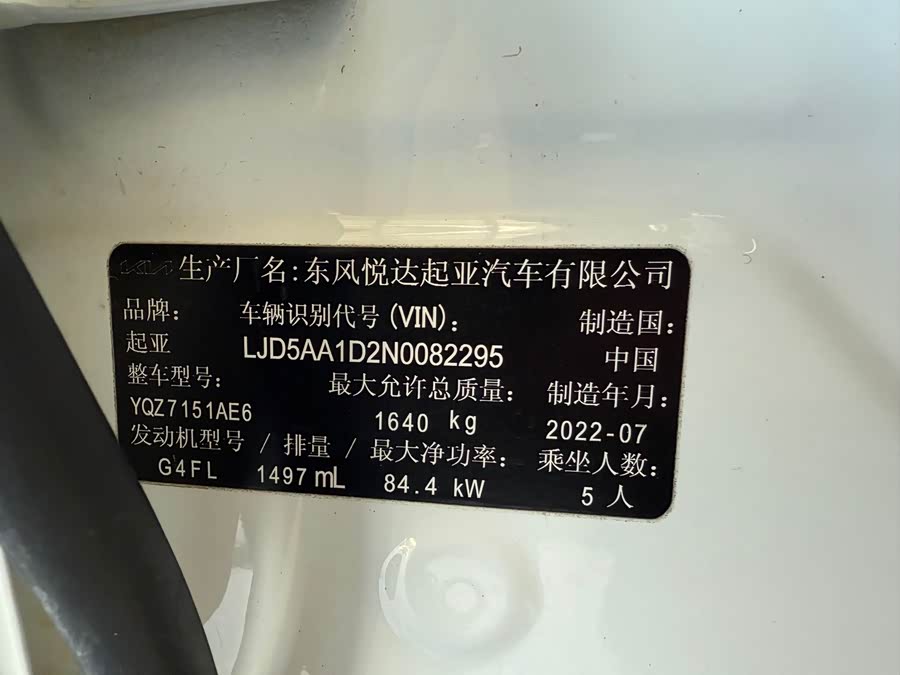 KIA 生产厂名:东风悦达起亚汽车有限公司
品牌: 车辆识别代号(VIN): 制造国:
起亚 LJD5AA1D2N0082295 中国
整车型号: 最大允许总质量: 制造年月:
YQZ7151AE6 1640 kg 2022-07
发动机型号 / 排量 / 最大净功率: 乘坐人数:
G4FL 1497mL 84.4 kW 5 人